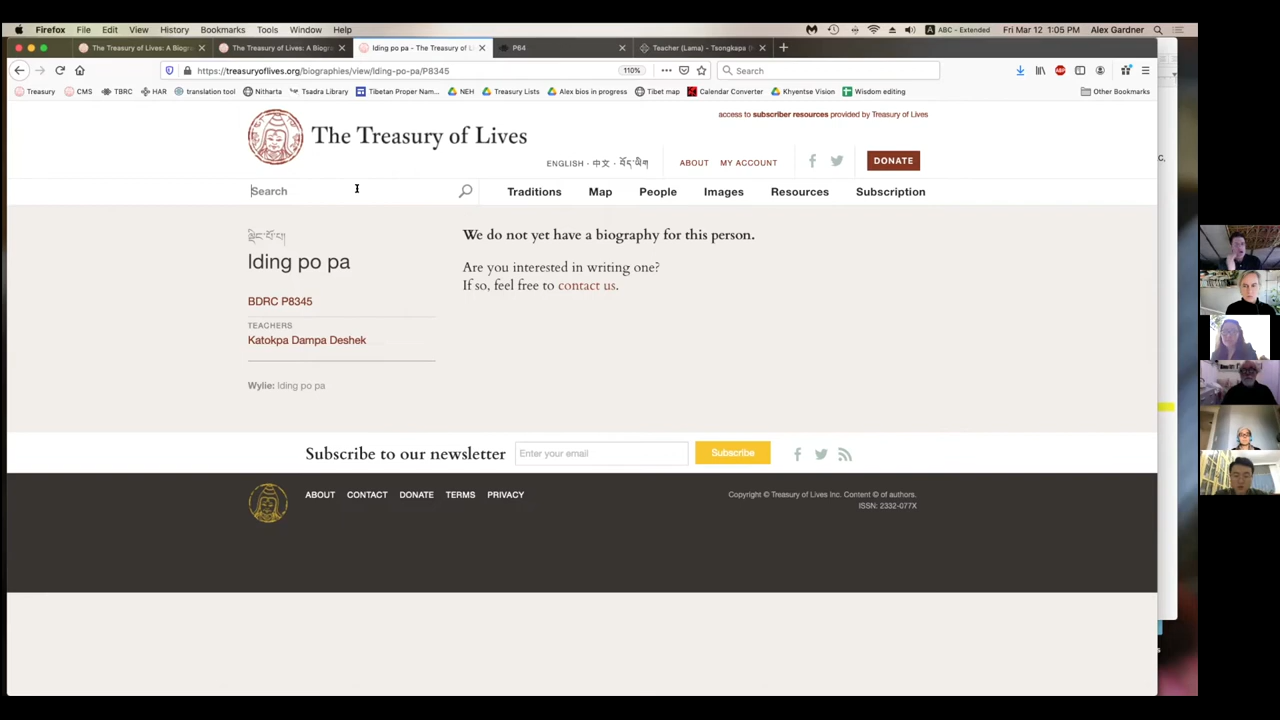 Firefox File Edit View History Bookmarks Tools Window Help ABC - Extended Fri Mar 12 1:05 PM Alex Gardner
The Treasury of Lives: A Biogra The Treasury of Lives: A Biogra lding po pa - The Treasury of L P64 Teacher (Lama) - Tsongkapa (
https://treasuryoflives.org/biographies/view/lding-po-pa/P8345 110% Search
Treasury CMS TBRC HAR translation tool Nitharta Tsadra Library Tibetan Proper Nam... NEH Treasury Lists Alex bios in progress Tibet map Calendar Converter Khyentse Vision Wisdom editing Other Bookmarks
access to subscriber resources provided by Treasury of Lives
The Treasury of Lives
ENGLISH · 中文 · བོད་ཡིག ABOUT MY ACCOUNT DONATE
Search Traditions Map People Images Resources Subscription
ལྡིང་པོ་པ།
lding po pa
BDRC P8345
TEACHERS
Katokpa Dampa Deshek
Wylie: lding po pa
We do not yet have a biography for this person.
Are you interested in writing one?
If so, feel free to contact us.
Subscribe to our newsletter Enter your email Subscribe
ABOUT CONTACT DONATE TERMS PRIVACY
Copyright © Treasury of Lives Inc. Content © of authors.
ISSN: 2332-077X